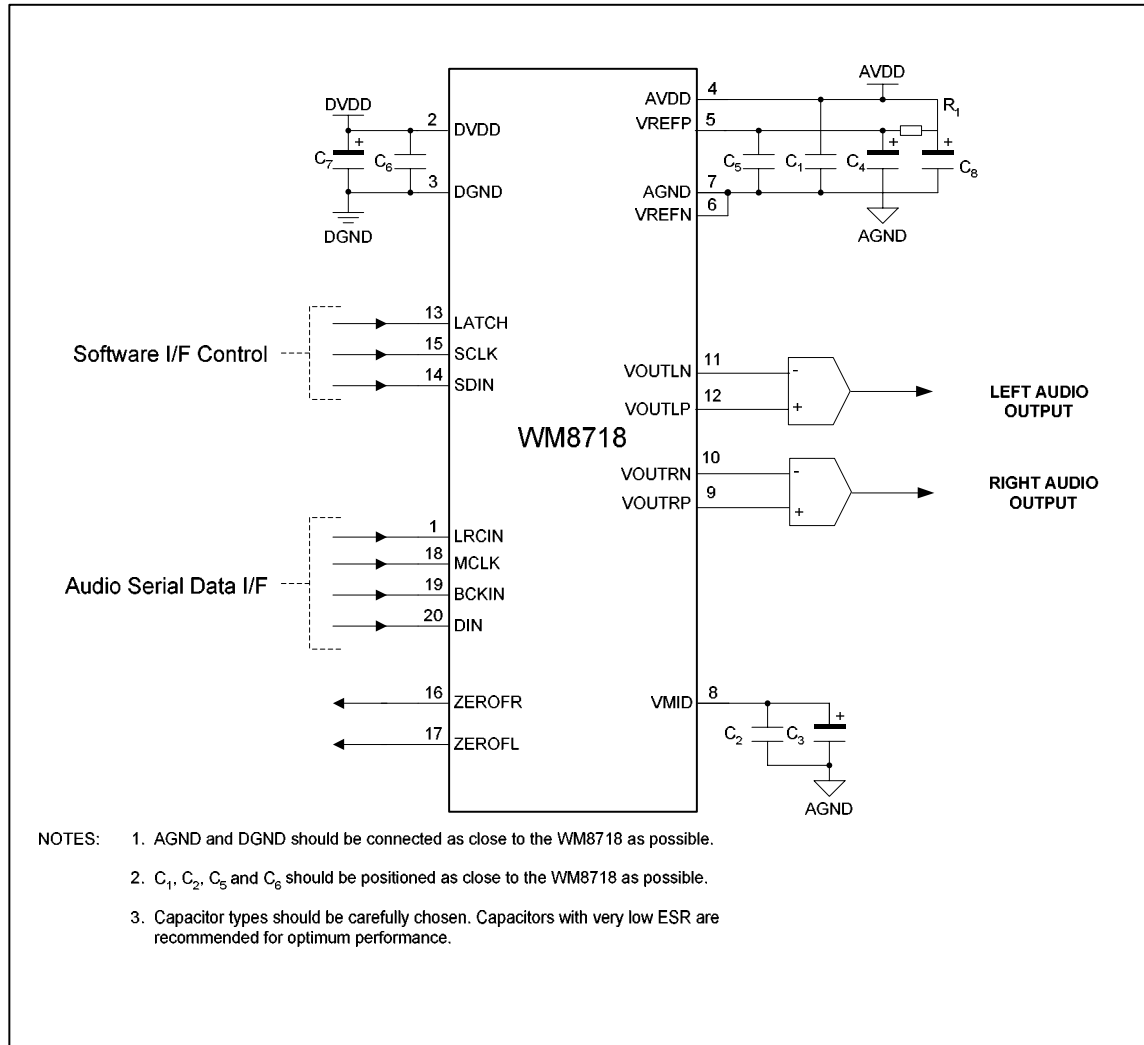 DVDD
2
DVDD
C7
+
C6
3
DGND
DGND
AVDD
AVDD
4
R1
VREFP
5
C5
C1
C4
+
+
C8
AGND
7
VREFN
6
AGND
Software I/F Control
13
LATCH
15
SCLK
14
SDIN
WM8718
VOUTLN
11
-
VOUTLP
12
+
LEFT AUDIO
OUTPUT
VOUTRN
10
-
VOUTRP
9
+
RIGHT AUDIO
OUTPUT
Audio Serial Data I/F
1
LRCIN
18
MCLK
19
BCKIN
20
DIN
16
ZEROFR
17
ZEROFL
VMID
8
C2
C3
+
AGND
NOTES: 1. AGND and DGND should be connected as close to the WM8718 as possible.
2. C1, C2, C5 and C6 should be positioned as close to the WM8718 as possible.
3. Capacitor types should be carefully chosen. Capacitors with very low ESR are
recommended for optimum performance.